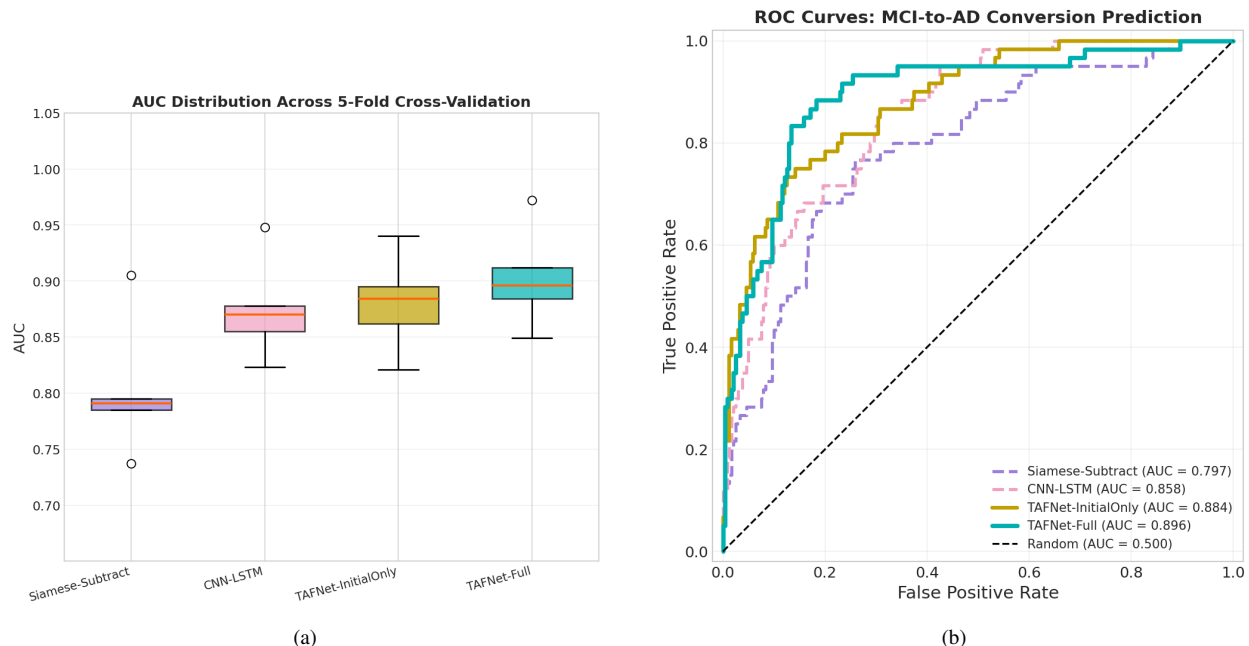 AUC Distribution Across 5-Fold Cross-Validation
1.05
1.00
0.95
0.90
0.85
0.80
0.75
0.70
AUC
Siamese-Subtract
CNN-LSTM
TAFNet-InitialOnly
TAFNet-Full
(a)
ROC Curves: MCI-to-AD Conversion Prediction
1.0
0.8
0.6
0.4
0.2
0.0
True Positive Rate
Siamese-Subtract (AUC = 0.797)
CNN-LSTM (AUC = 0.858)
TAFNet-InitialOnly (AUC = 0.884)
TAFNet-Full (AUC = 0.896)
Random (AUC = 0.500)
0.0 0.2 0.4 0.6 0.8 1.0
False Positive Rate
(b)